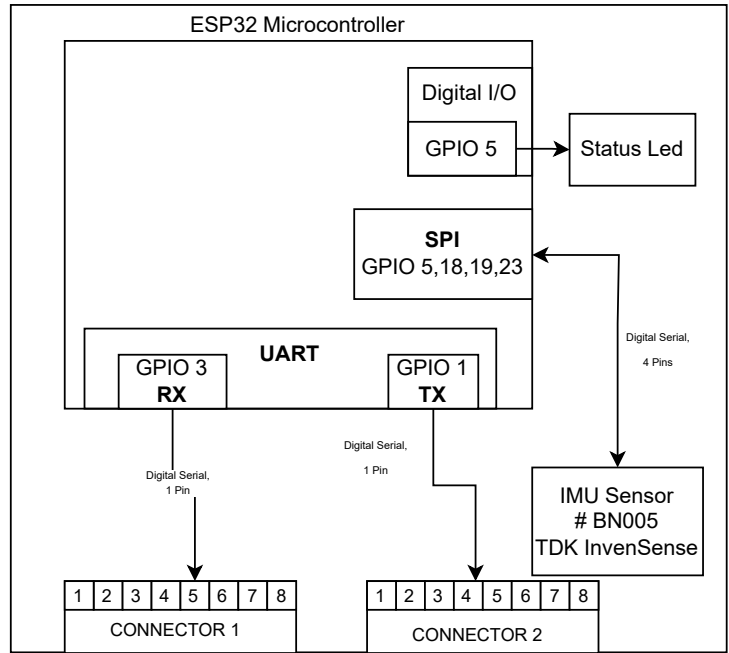 ESP32 Microcontroller
Digital I/O
GPIO 5
Status Led
SPI
GPIO 5,18,19,23
Digital Serial,
4 Pins
UART
GPIO 3
RX
GPIO 1
TX
Digital Serial,
1 Pin
Digital Serial,
1 Pin
IMU Sensor
# BN005
TDK InvenSense
1 2 3 4 5 6 7 8
CONNECTOR 1
1 2 3 4 5 6 7 8
CONNECTOR 2